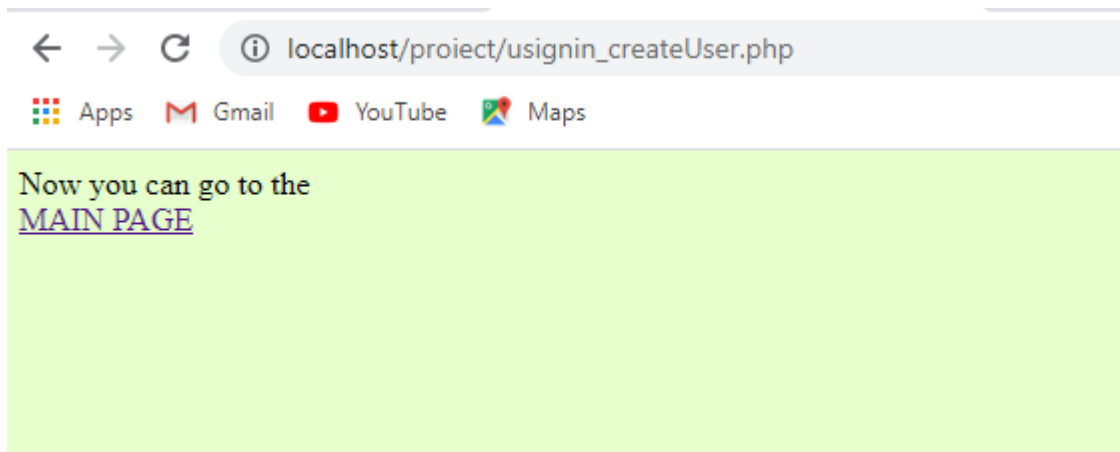 localhost/proiect/usignin_createUser.php
Apps Gmail YouTube Maps
Now you can go to the
MAIN PAGE